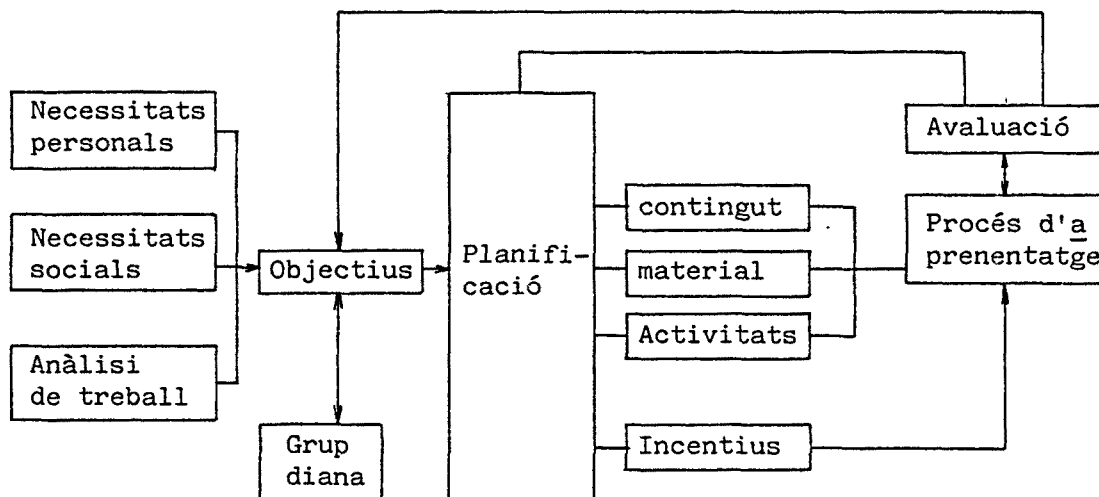 Necessitats
personals
Necessitats
socials
Anàlisi
de treball
Objectius
Grup
diana
Planifi-
cació
contingut
material
Activitats
Incentius
Avaluació
Procés d'a
prenentatge